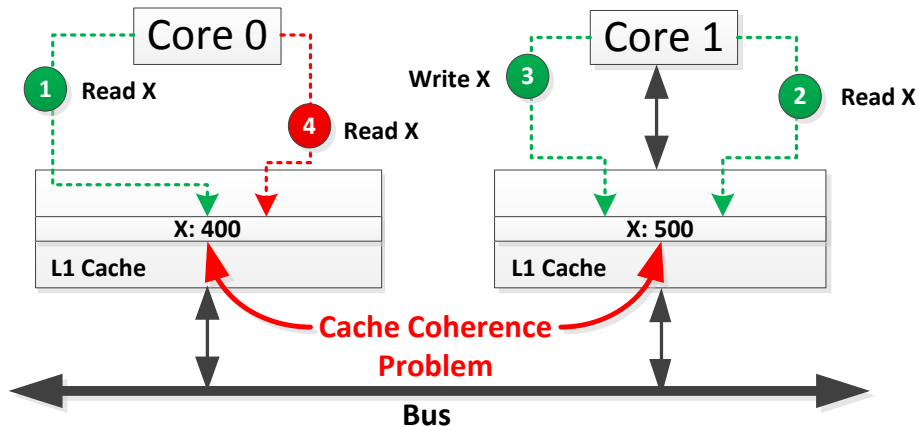 Core 0
Core 1
1
Read X
4
Read X
Write X
3
2
Read X
X: 400
L1 Cache
X: 500
L1 Cache
Cache Coherence
Problem
Bus